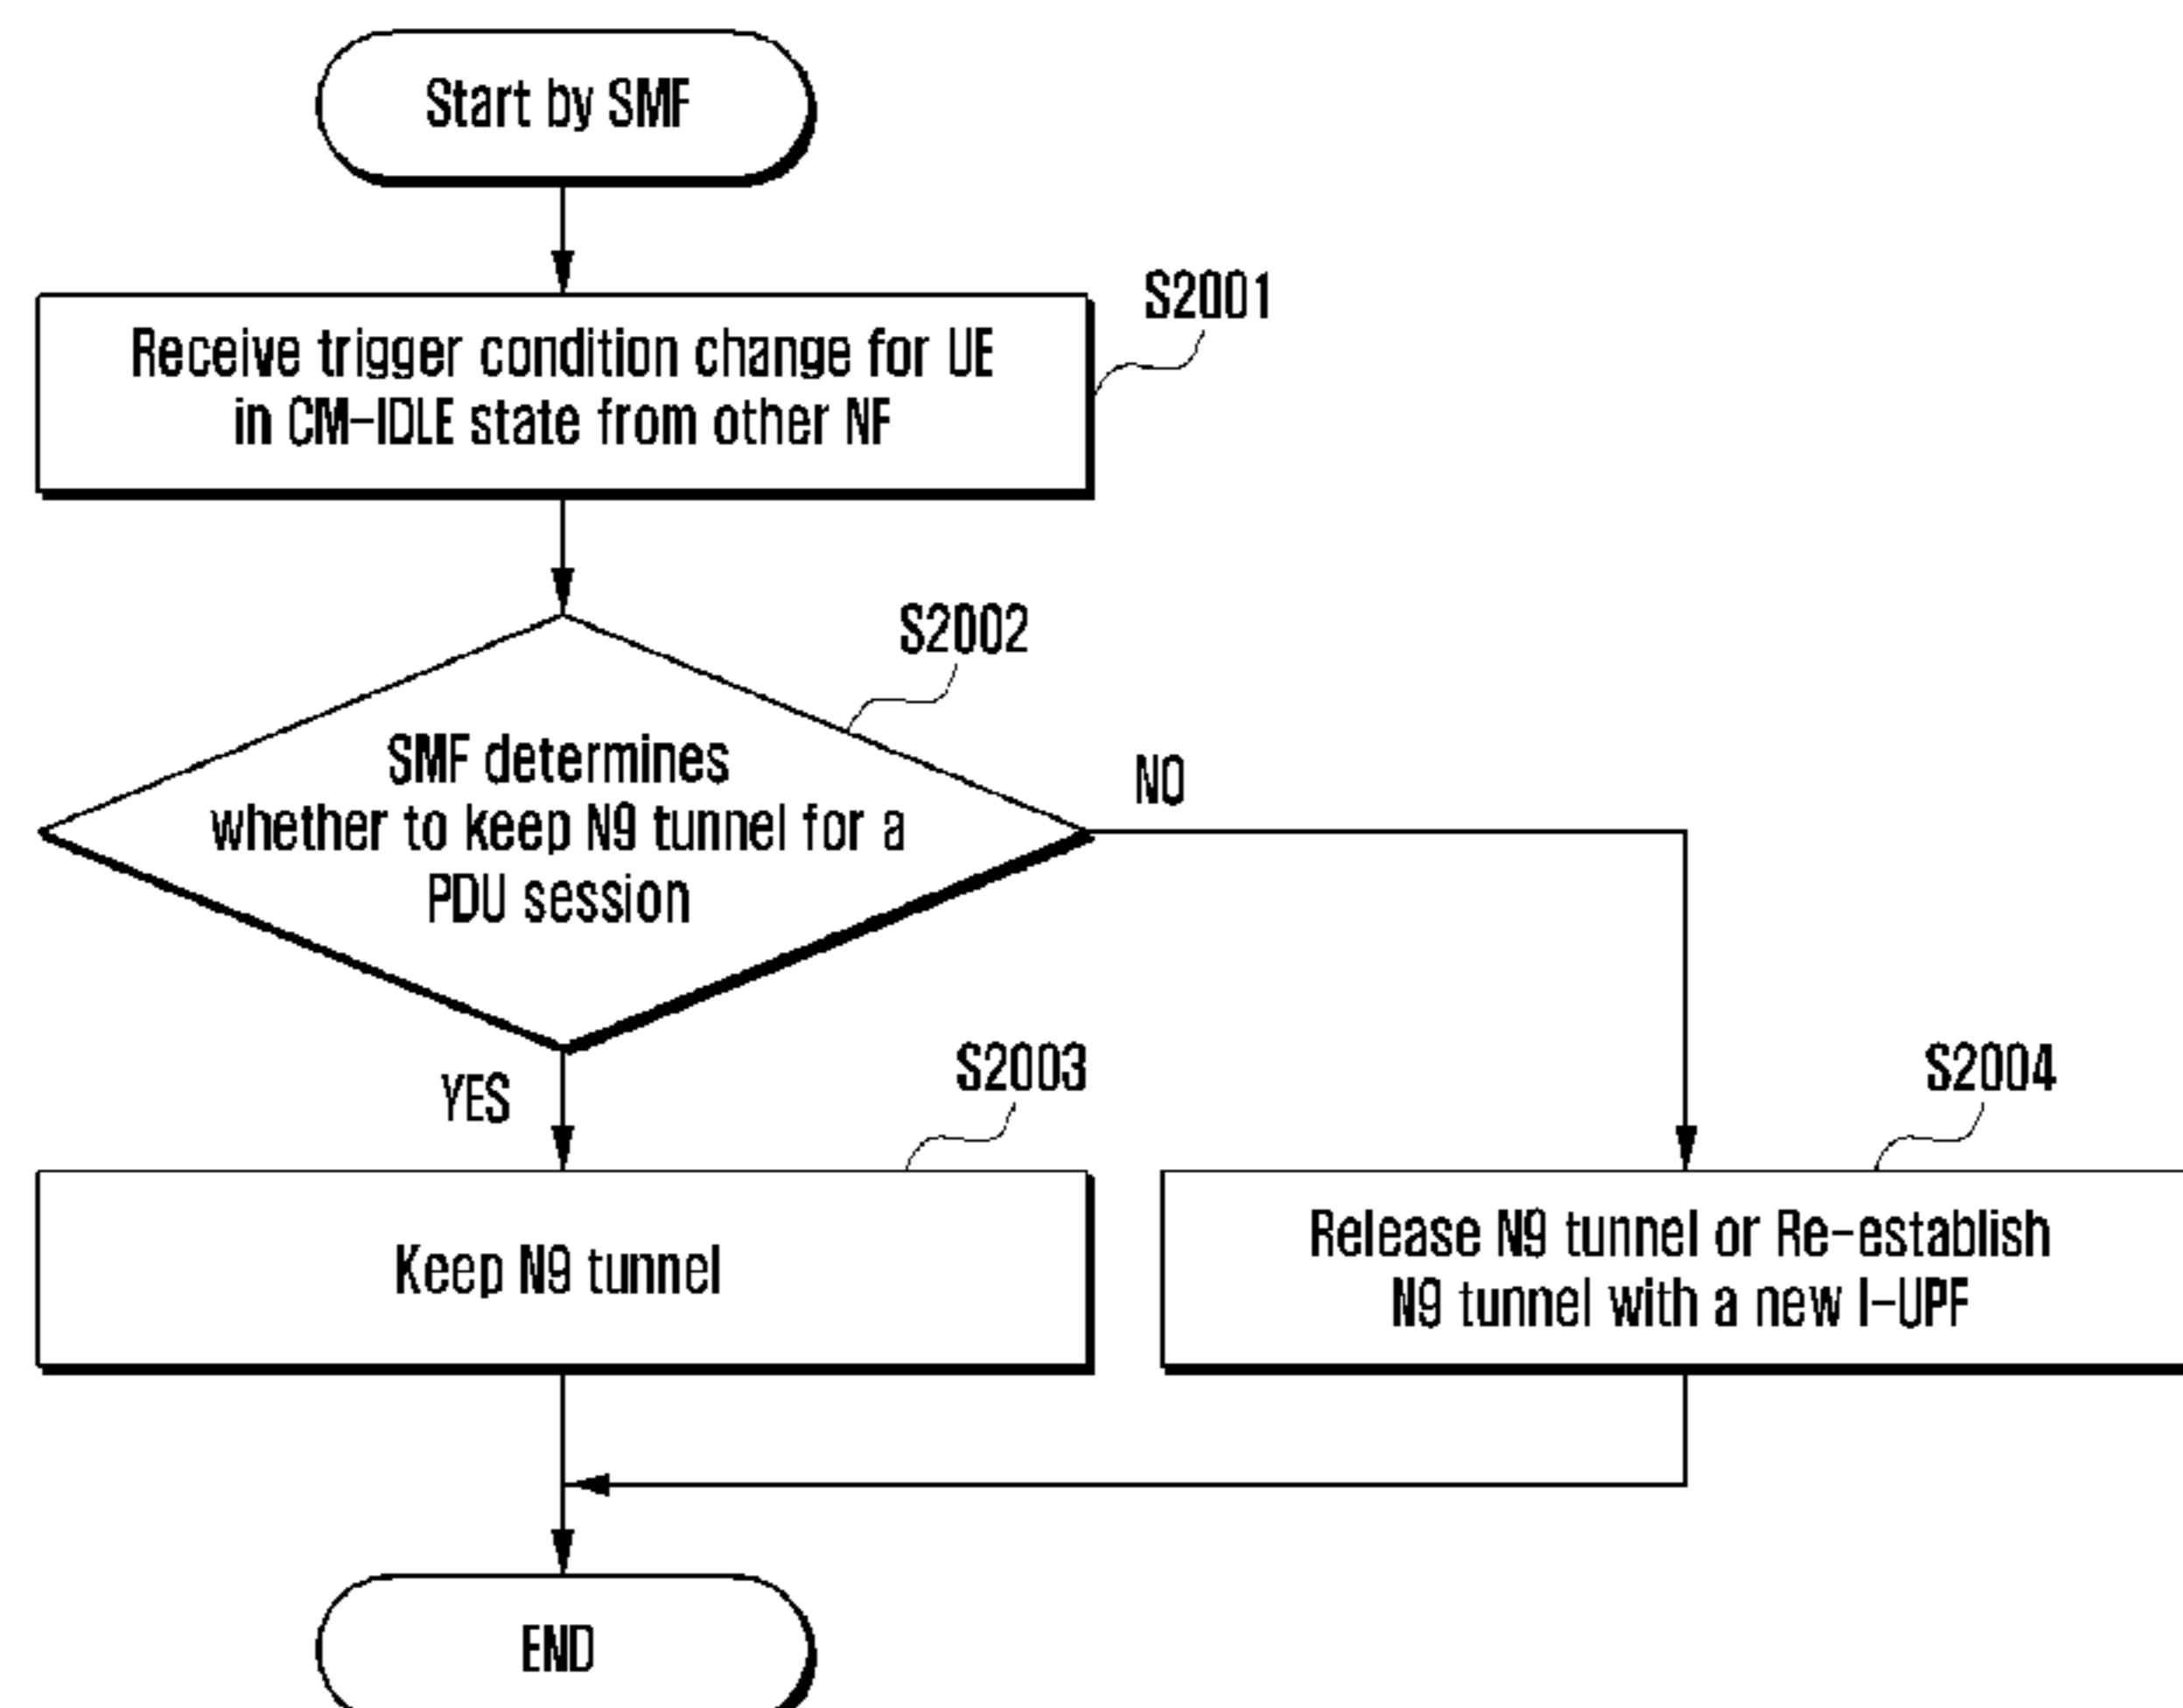 Start by SMF
S2001
Receive trigger condition change for UE
in CM-IDLE state from other NF
S2002
SMF determines
whether to keep N9 tunnel for a
PDU session
NO
YES
S2003
S2004
Keep N9 tunnel
Release N9 tunnel or Re-establish
N9 tunnel with a new I-UPF
END